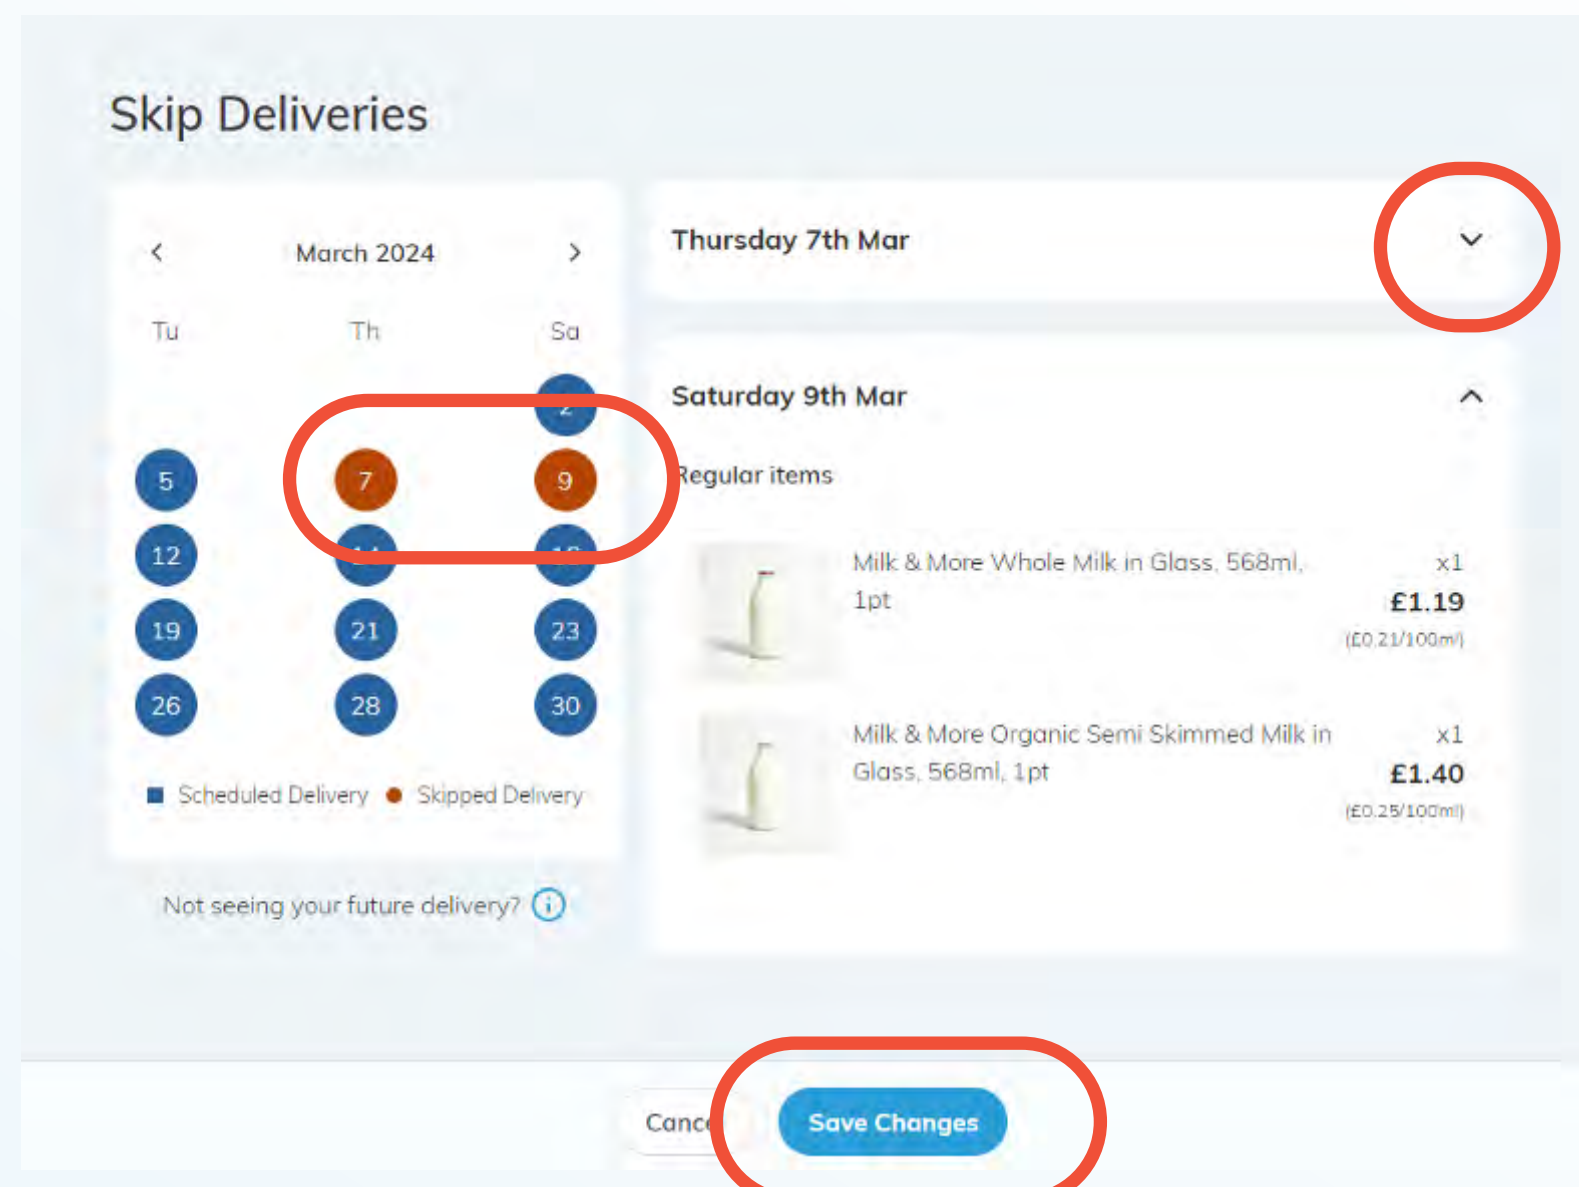 Skip Deliveries
March 2024
Tu Th Sa
2
5 7 9
12 14
19 21 23
26 28 30
Scheduled Delivery Skipped Delivery
Not seeing your future delivery? i
Thursday 7th Mar
Saturday 9th Mar
Regular items
Milk & More Whole Milk in Glass, 568ml, x1
1pt £1.19
(£0.21/100ml)
Milk & More Organic Semi Skimmed Milk in x1
Glass, 568ml, 1pt £1.40
(£0.25/100ml)
Cancel Save Changes